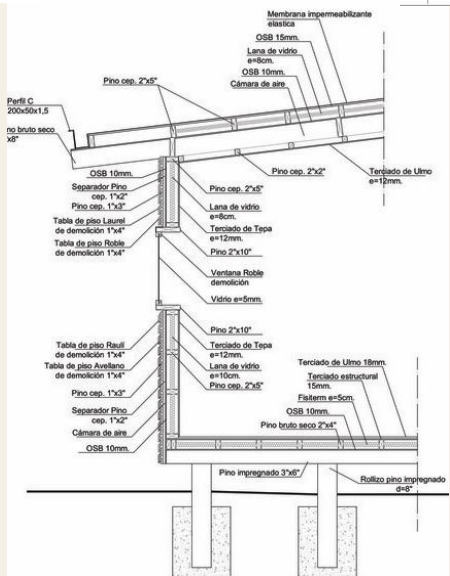 Membrana impermeabilizante
elastica
OSB 15mm.
Lana de vidrio
e=8cm.
OSB 10mm.
Cámara de aire
Pino cep. 2"x5"
Perfil C
200x50x1,5
no bruto seco
x8"
Pino cep. 2"x2"
Terciado de Ulmo
e=12mm.
OSB 10mm.
Separador Pino
cep. 1"x2"
Pino cep. 1"x3"
Tabla de piso Laurel
de demolición 1"x4"
Tabla de piso Roble
de demolición 1"x4"
Pino cep. 2"x5"
Lana de vidrio
e=8cm.
Terciado de Tepa
e=12mm.
Pino 2"x10"
Ventana Roble
demolición
Vidrio e=5mm.
Pino 2"x10"
Terciado de Tepa
e=12mm.
Lana de vidrio
e=10cm.
Pino cep. 2"x5"
Tabla de piso Raulí
de demolición 1"x4"
Tabla de piso Avellano
de demolición 1"x4"
Pino cep. 1"x3"
Separador Pino
cep. 1"x2"
Cámara de aire
OSB 10mm.
Terciado de Ulmo 18mm.
Terciado estructural
15mm.
Fisiterm e=5cm.
OSB 10mm.
Pino bruto seco 2"x4"
Pino impregnado 3"x6"
Rollizo pino impregnado
d=8"